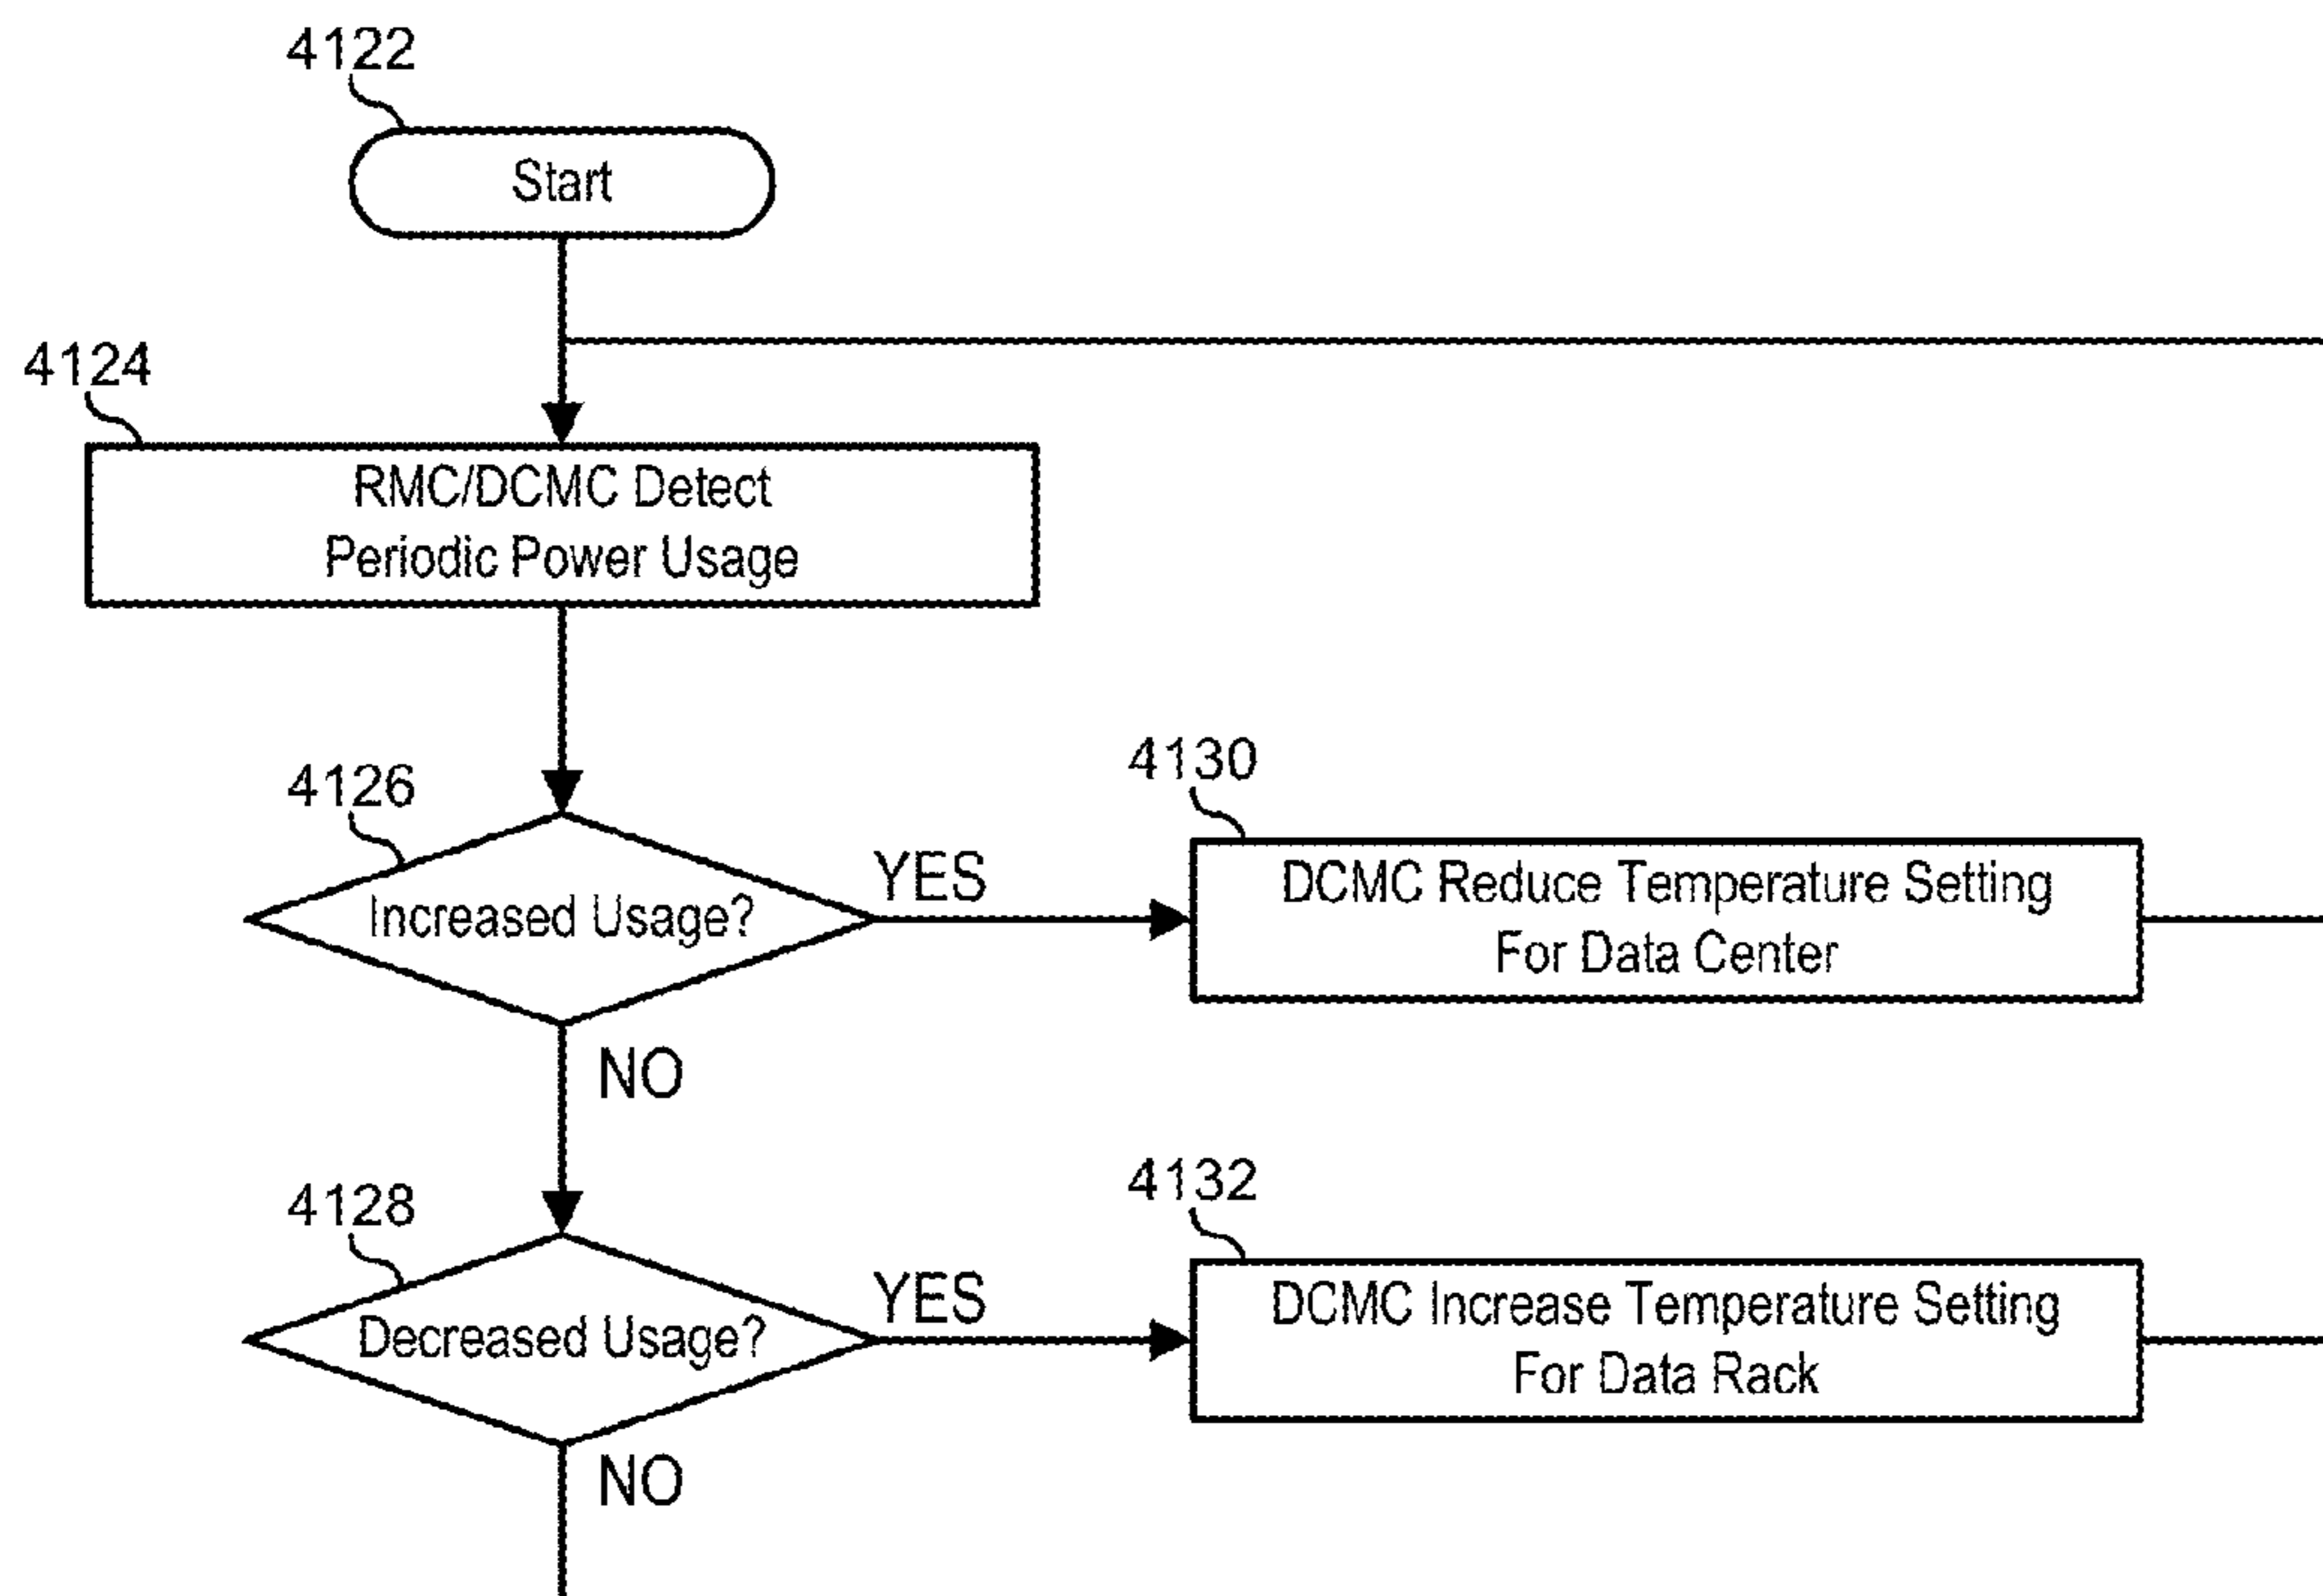 4122
Start
4124
RMC/DCMC Detect
Periodic Power Usage
4126
Increased Usage?
YES
4130
DCMC Reduce Temperature Setting
For Data Center
NO
4128
Decreased Usage?
YES
4132
DCMC Increase Temperature Setting
For Data Rack
NO